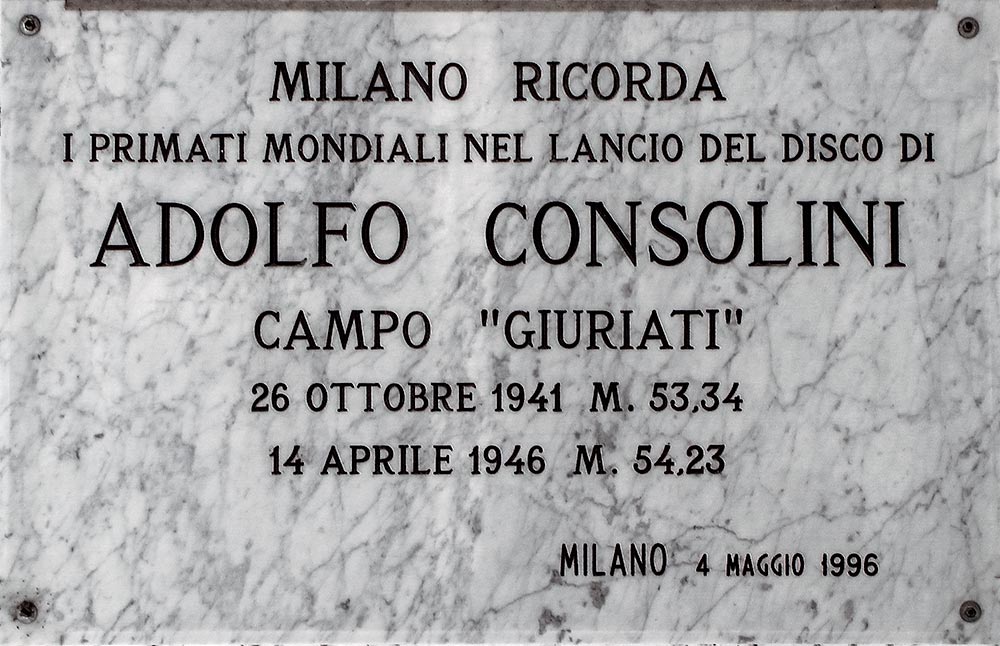 MILANO RICORDA
I PRIMATI MONDIALI NEL LANCIO DEL DISCO DI
ADOLFO CONSOLINI
CAMPO "GIURIATI"
26 OTTOBRE 1941 M. 53,34
14 APRILE 1946 M. 54,23
MILANO 4 MAGGIO 1996